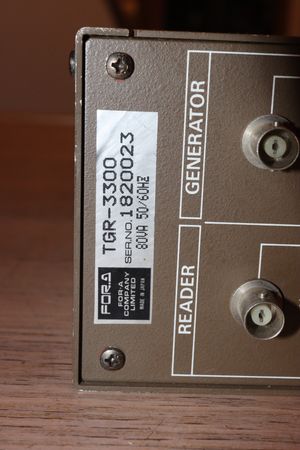 TGR-3300
SER.NO. 1820023
80VA 50/60HZ
FOR.A
FOR-A
COMPANY
LIMITED
MADE IN JAPAN
GENERATOR
READER